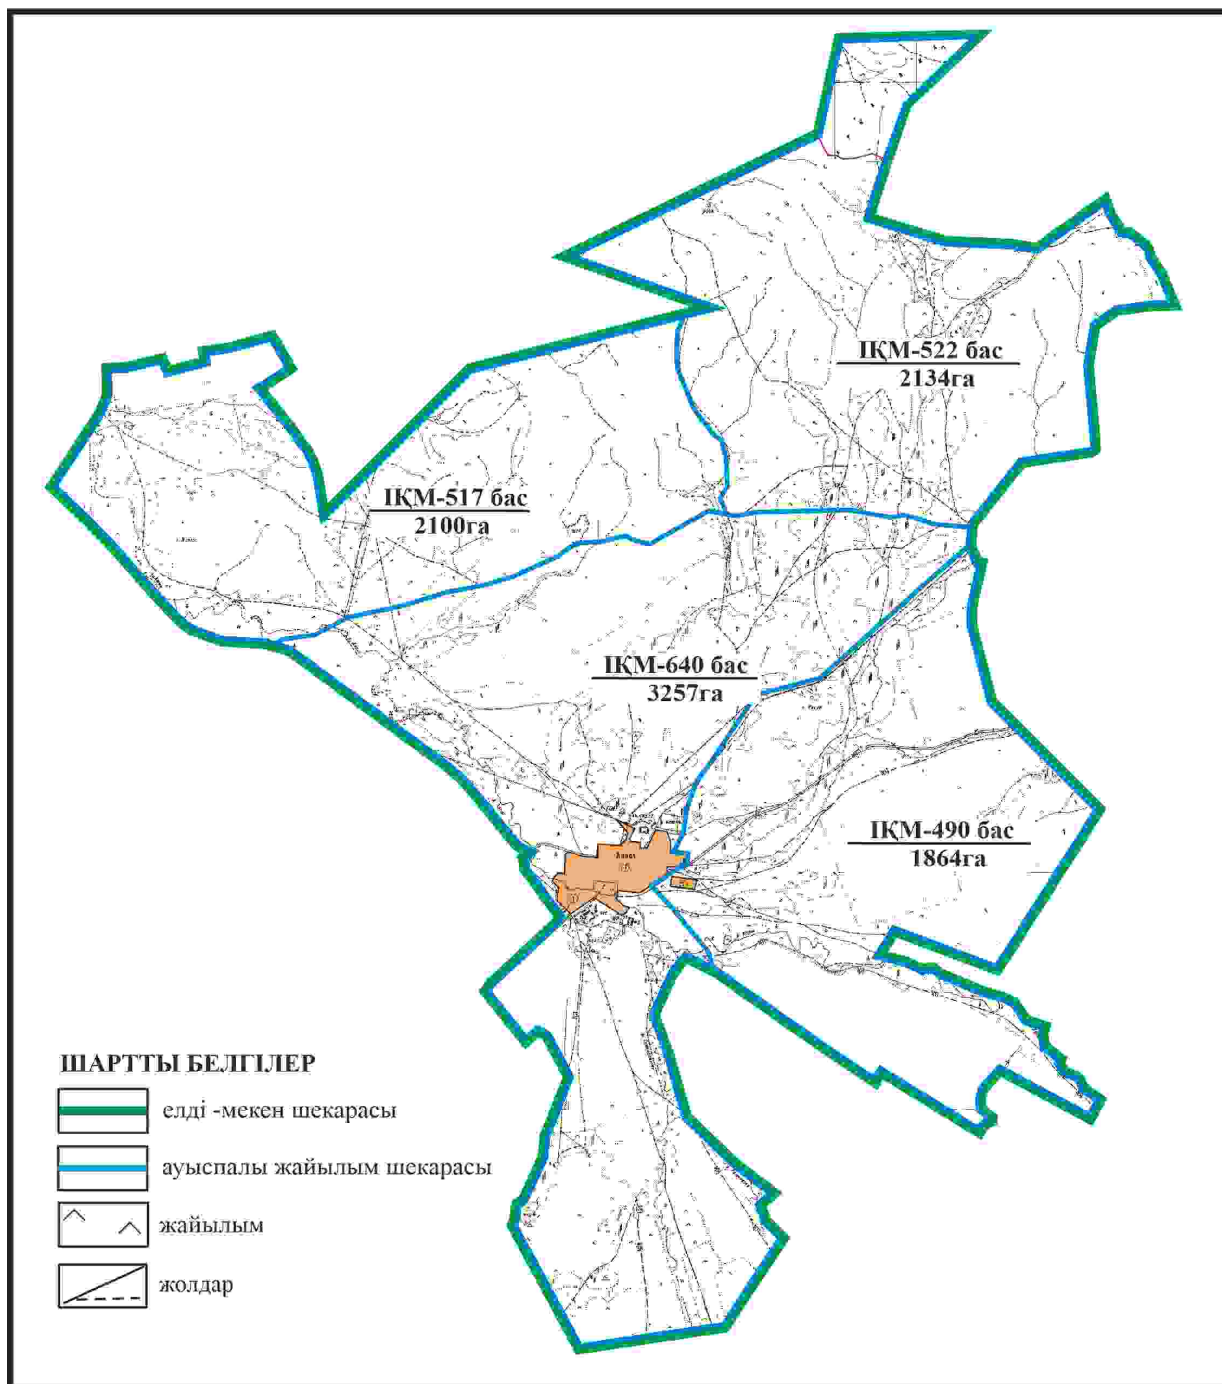 ІҚМ-522 бас
2134га
ІҚМ-517 бас
2100га
ІҚМ-640 бас
3257га
ІҚМ-490 бас
1864га
ШАРТТЫ БЕЛГІЛЕР
елді -мекен шекарасы
ауыспалы жайылым шекарасы
жайылым
жолдар